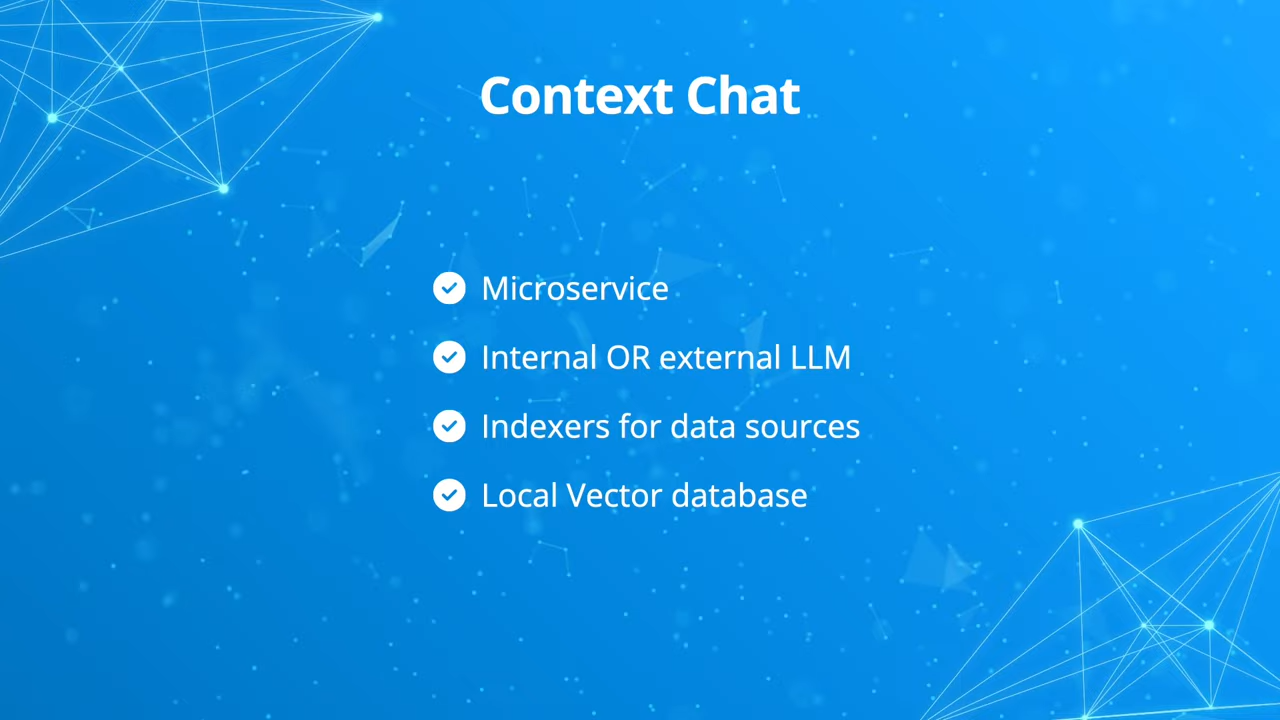 Context Chat
Microservice
Internal OR external LLM
Indexers for data sources
Local Vector database